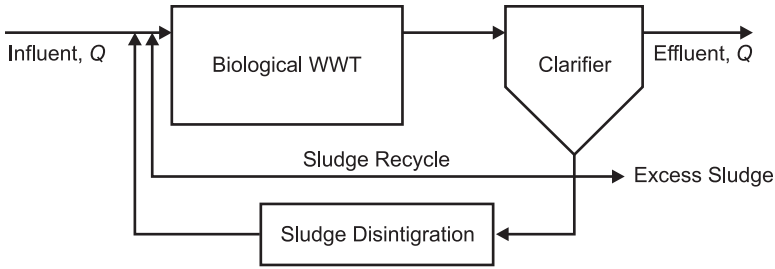 Influent, Q
Biological WWT
Clarifier
Effluent, Q
Sludge Recycle
Excess Sludge
Sludge Disintigration